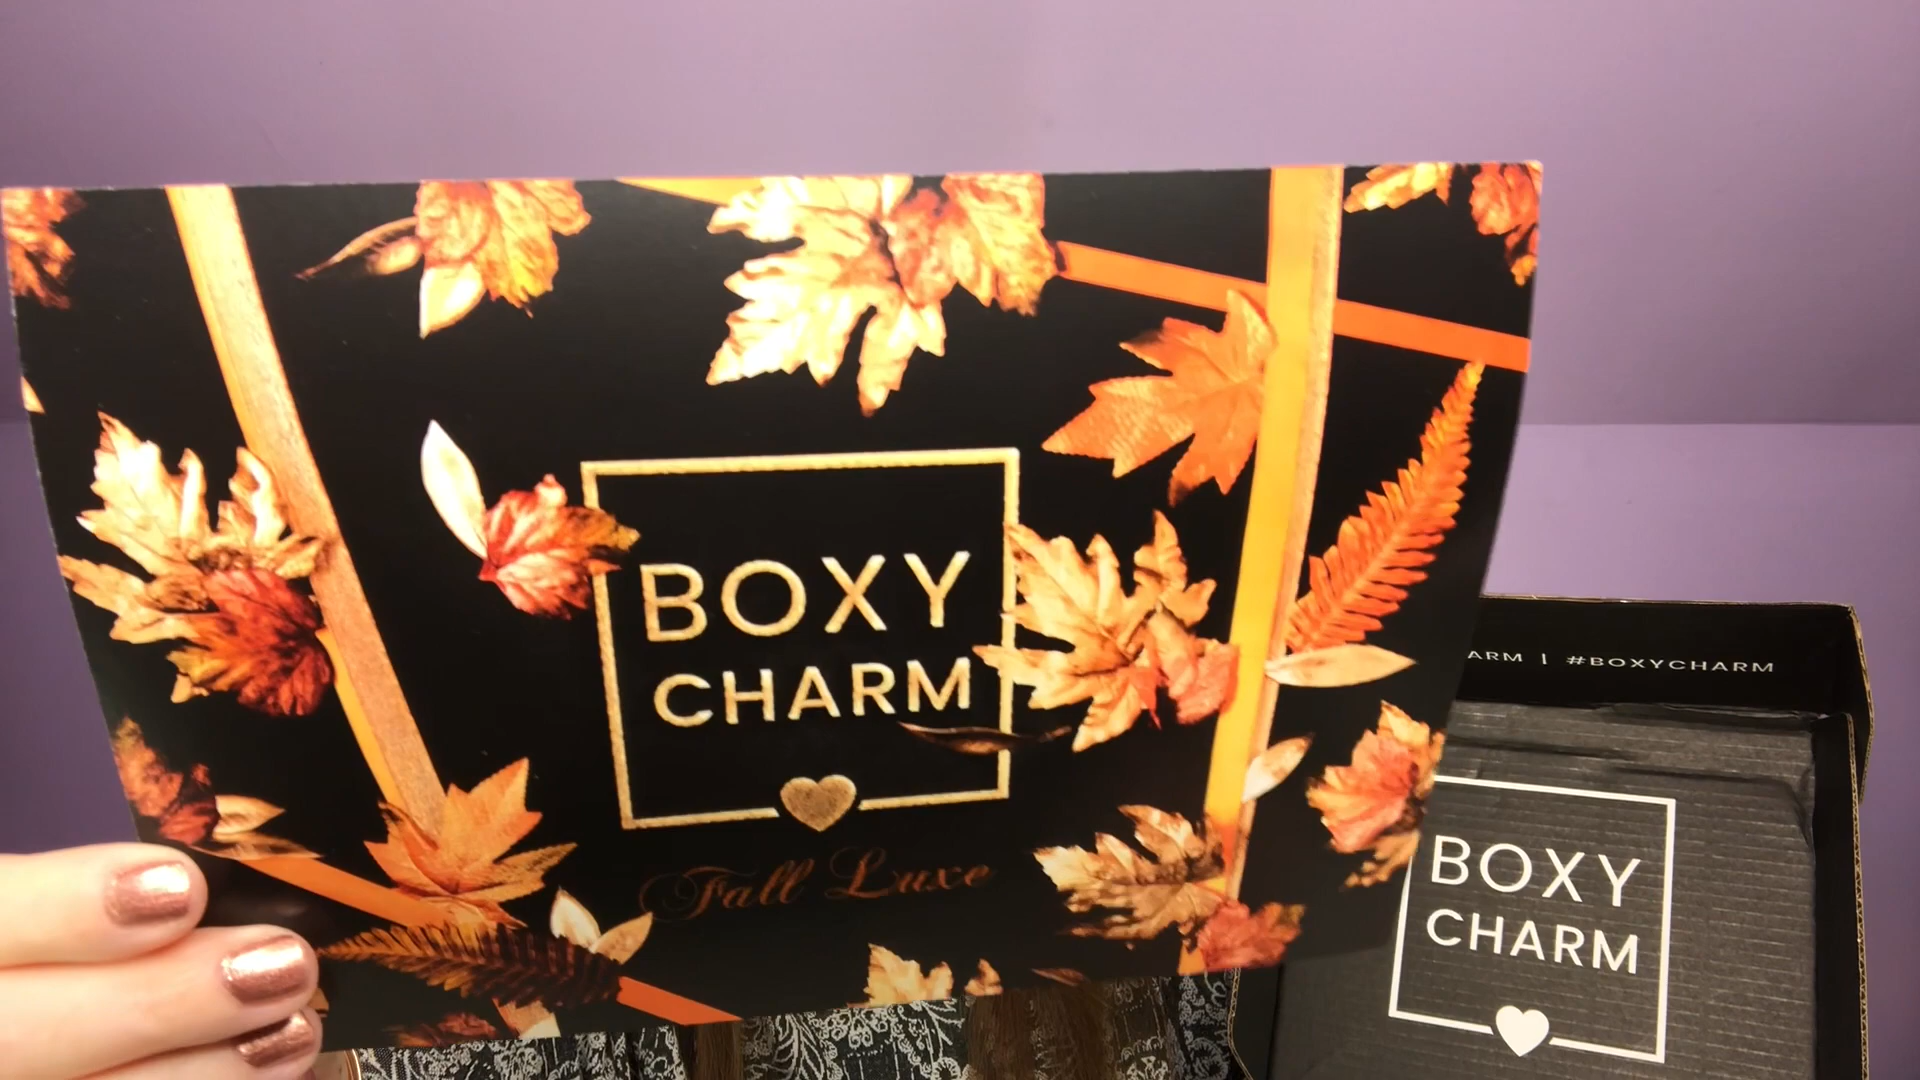 BOXY
CHARM
Fall Luxe
ARM | #BOXYCHARM
BOXY
CHARM